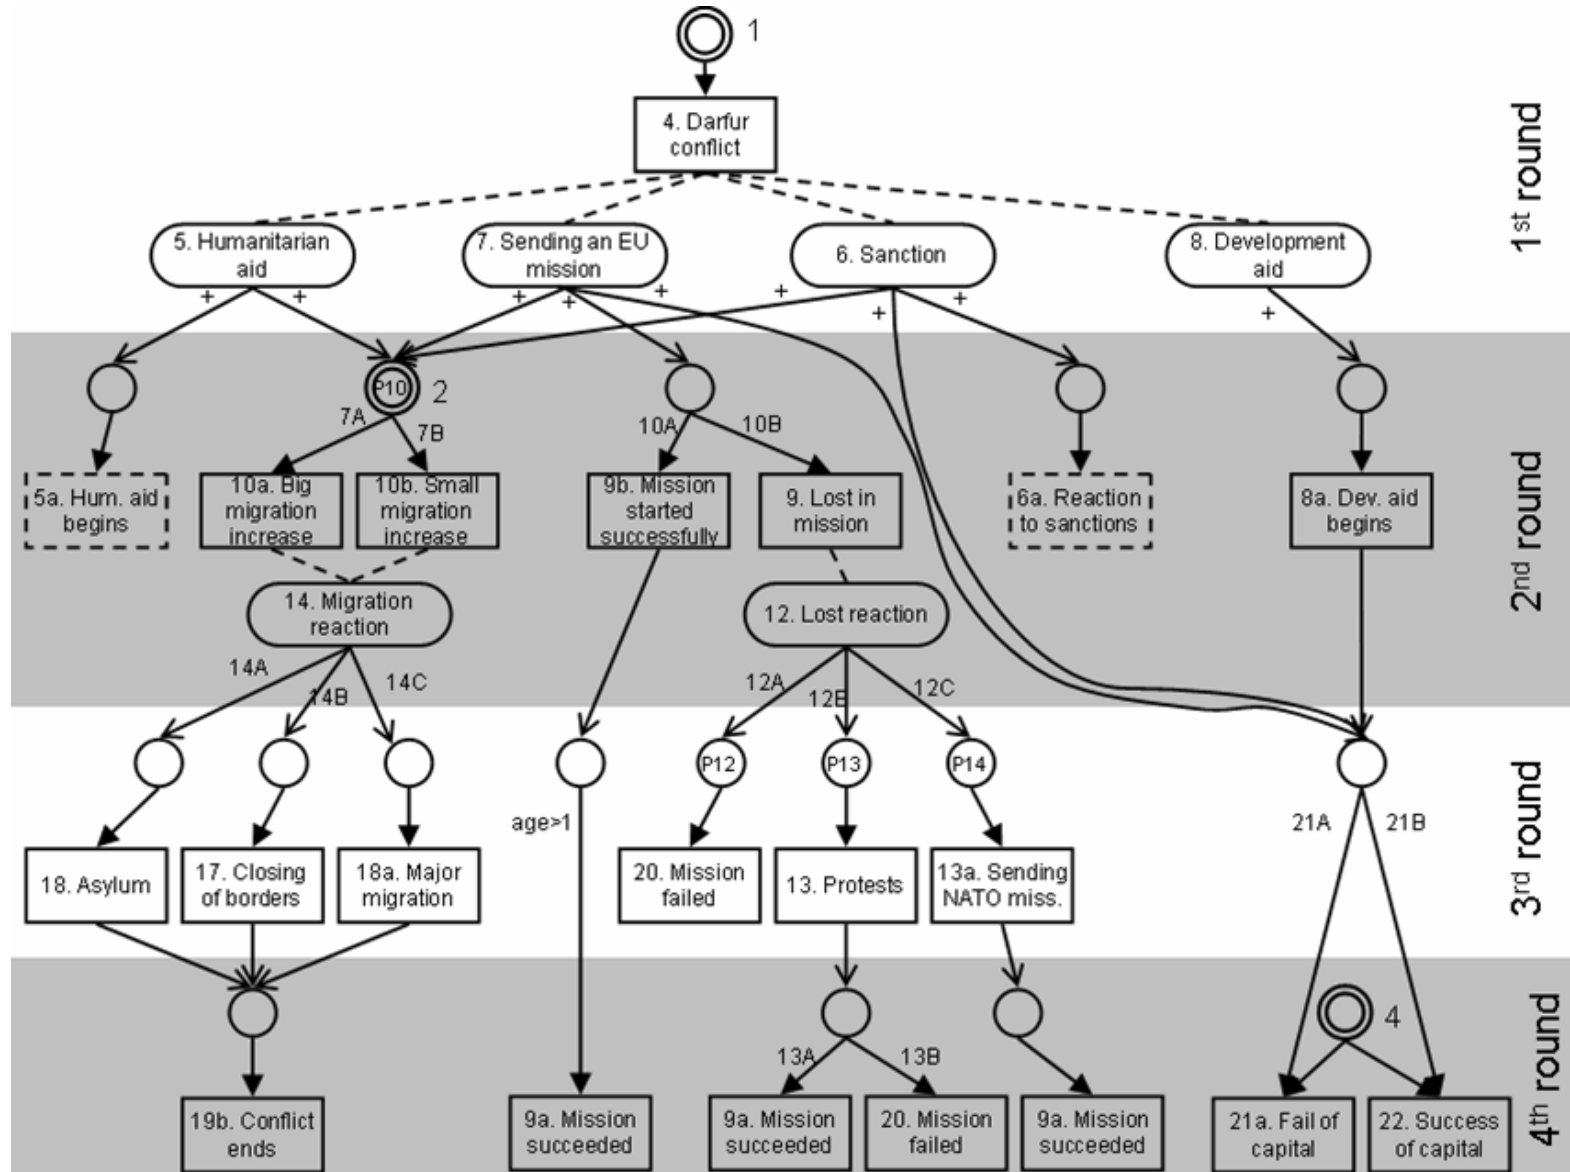 1
4. Darfur
conflict
1st round
5. Humanitarian
aid
7. Sending an EU
mission
6. Sanction
8. Development
aid
+ + + + + + + + +
P10
2
7A
7B
10A
10B
5a. Hum. aid
begins
10a. Big
migration
increase
10b. Small
migration
increase
9b. Mission
started
successfully
9. Lost in
mission
6a. Reaction
to sanctions
8a. Dev. aid
begins
2nd round
14. Migration
reaction
12. Lost reaction
14A
14B
14C
12A
12B
12C
P12
P13
P14
age>1
21A
21B
18. Asylum
17. Closing
of borders
18a. Major
migration
20. Mission
failed
13. Protests
13a. Sending
NATO miss.
3rd round
4
13A
13B
19b. Conflict
ends
9a. Mission
succeeded
9a. Mission
succeeded
20. Mission
failed
9a. Mission
succeeded
21a. Fail of
capital
22. Success
of capital
4th round